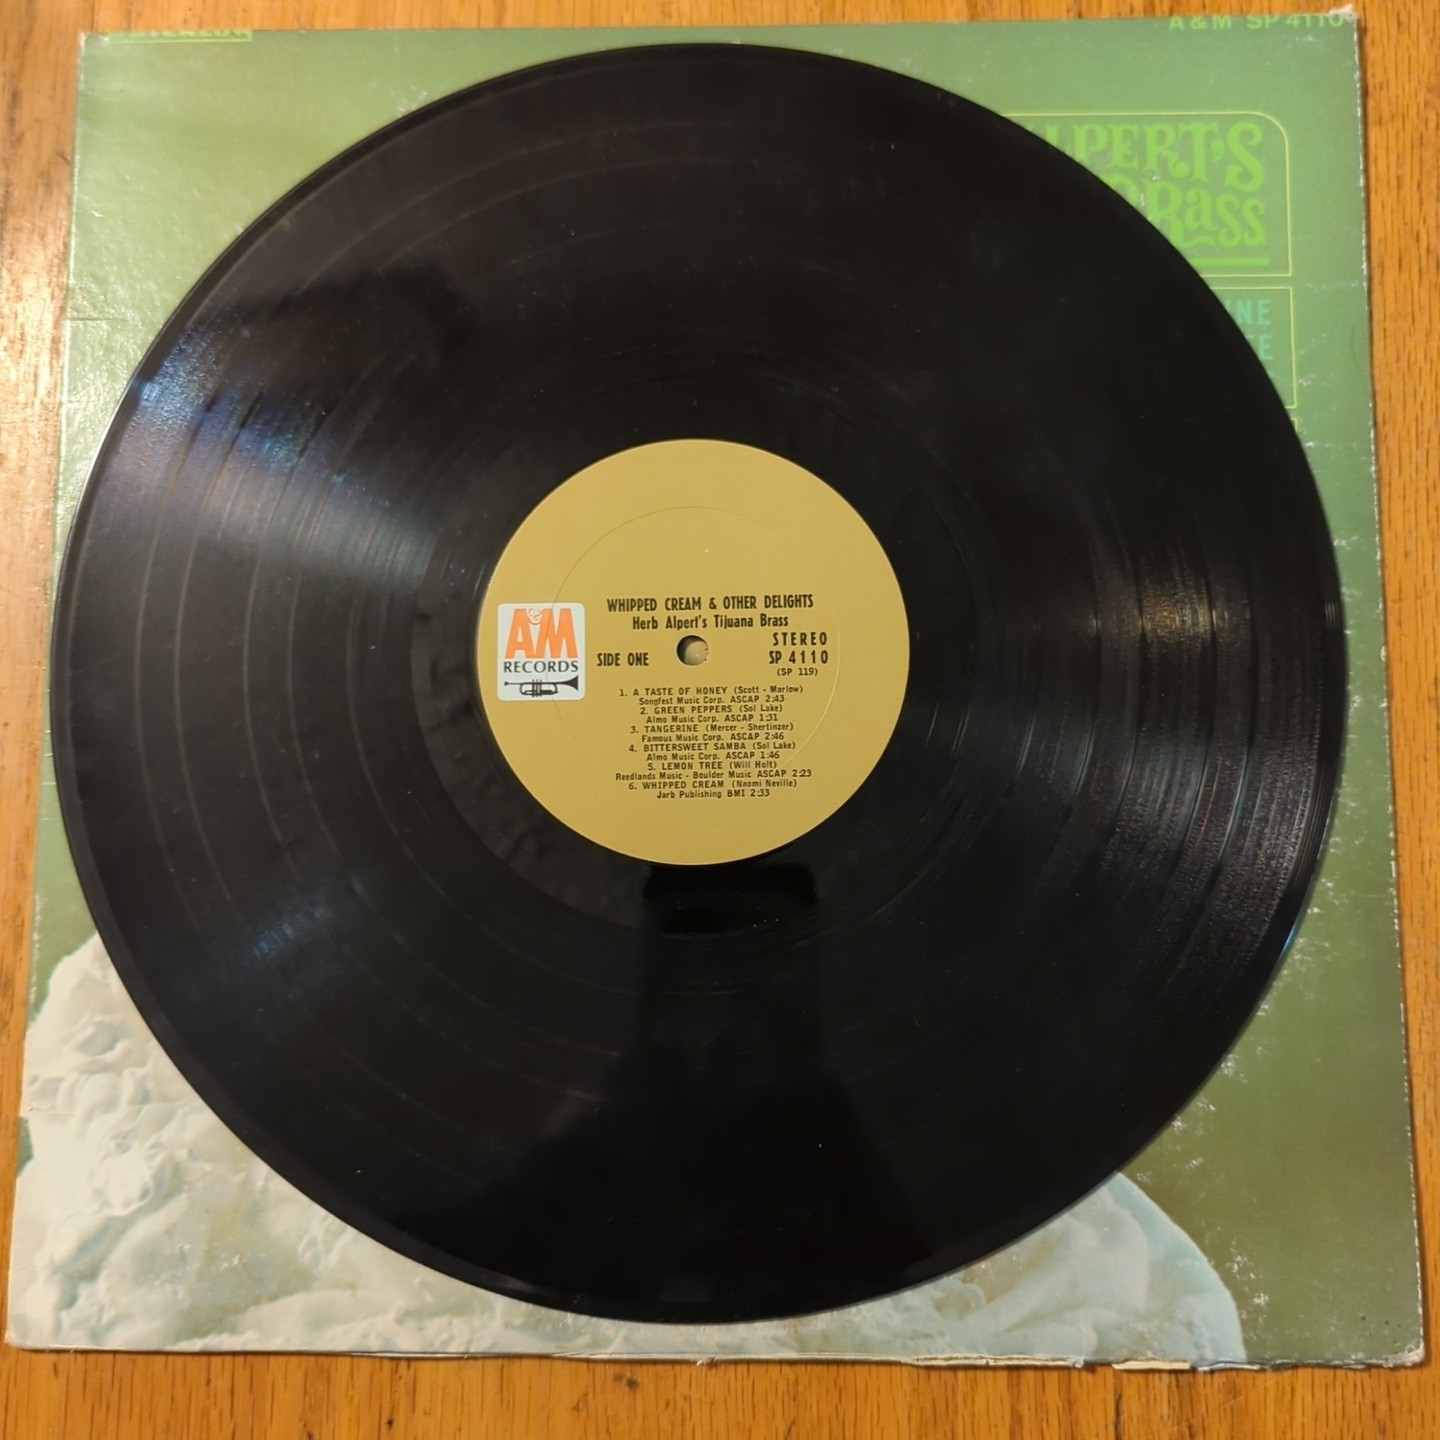 A&M SP 4110
LPERT'S
BRASS
INE
EE
WHIPPED CREAM & OTHER DELIGHTS
Herb Alpert's Tijuana Brass
STEREO
SIDE ONE SP 4110
(SP 119)
A&M
RECORDS
1. A TASTE OF HONEY (Scott - Marlow)
Songfest Music Corp. ASCAP 2:43
2. GREEN PEPPERS (Sol Lake)
Almo Music Corp. ASCAP 1:31
3. TANGERINE (Mercer - Shertinzer)
Famous Music Corp. ASCAP 2:46
4. BITTERSWEET SAMBA (Sol Lake)
Almo Music Corp. ASCAP 1:46
5. LEMON TREE (Will Holt)
Reedlands Music - Boulder Music ASCAP 2:23
6. WHIPPED CREAM (Naomi Neville)
Jarb Publishing BMI 2:33